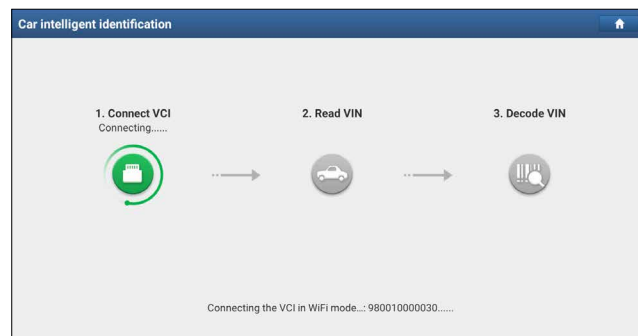 Car intelligent identification
1. Connect VCI
Connecting......
2. Read VIN
3. Decode VIN
Connecting the VCI in WiFi mode...: 980010000030......